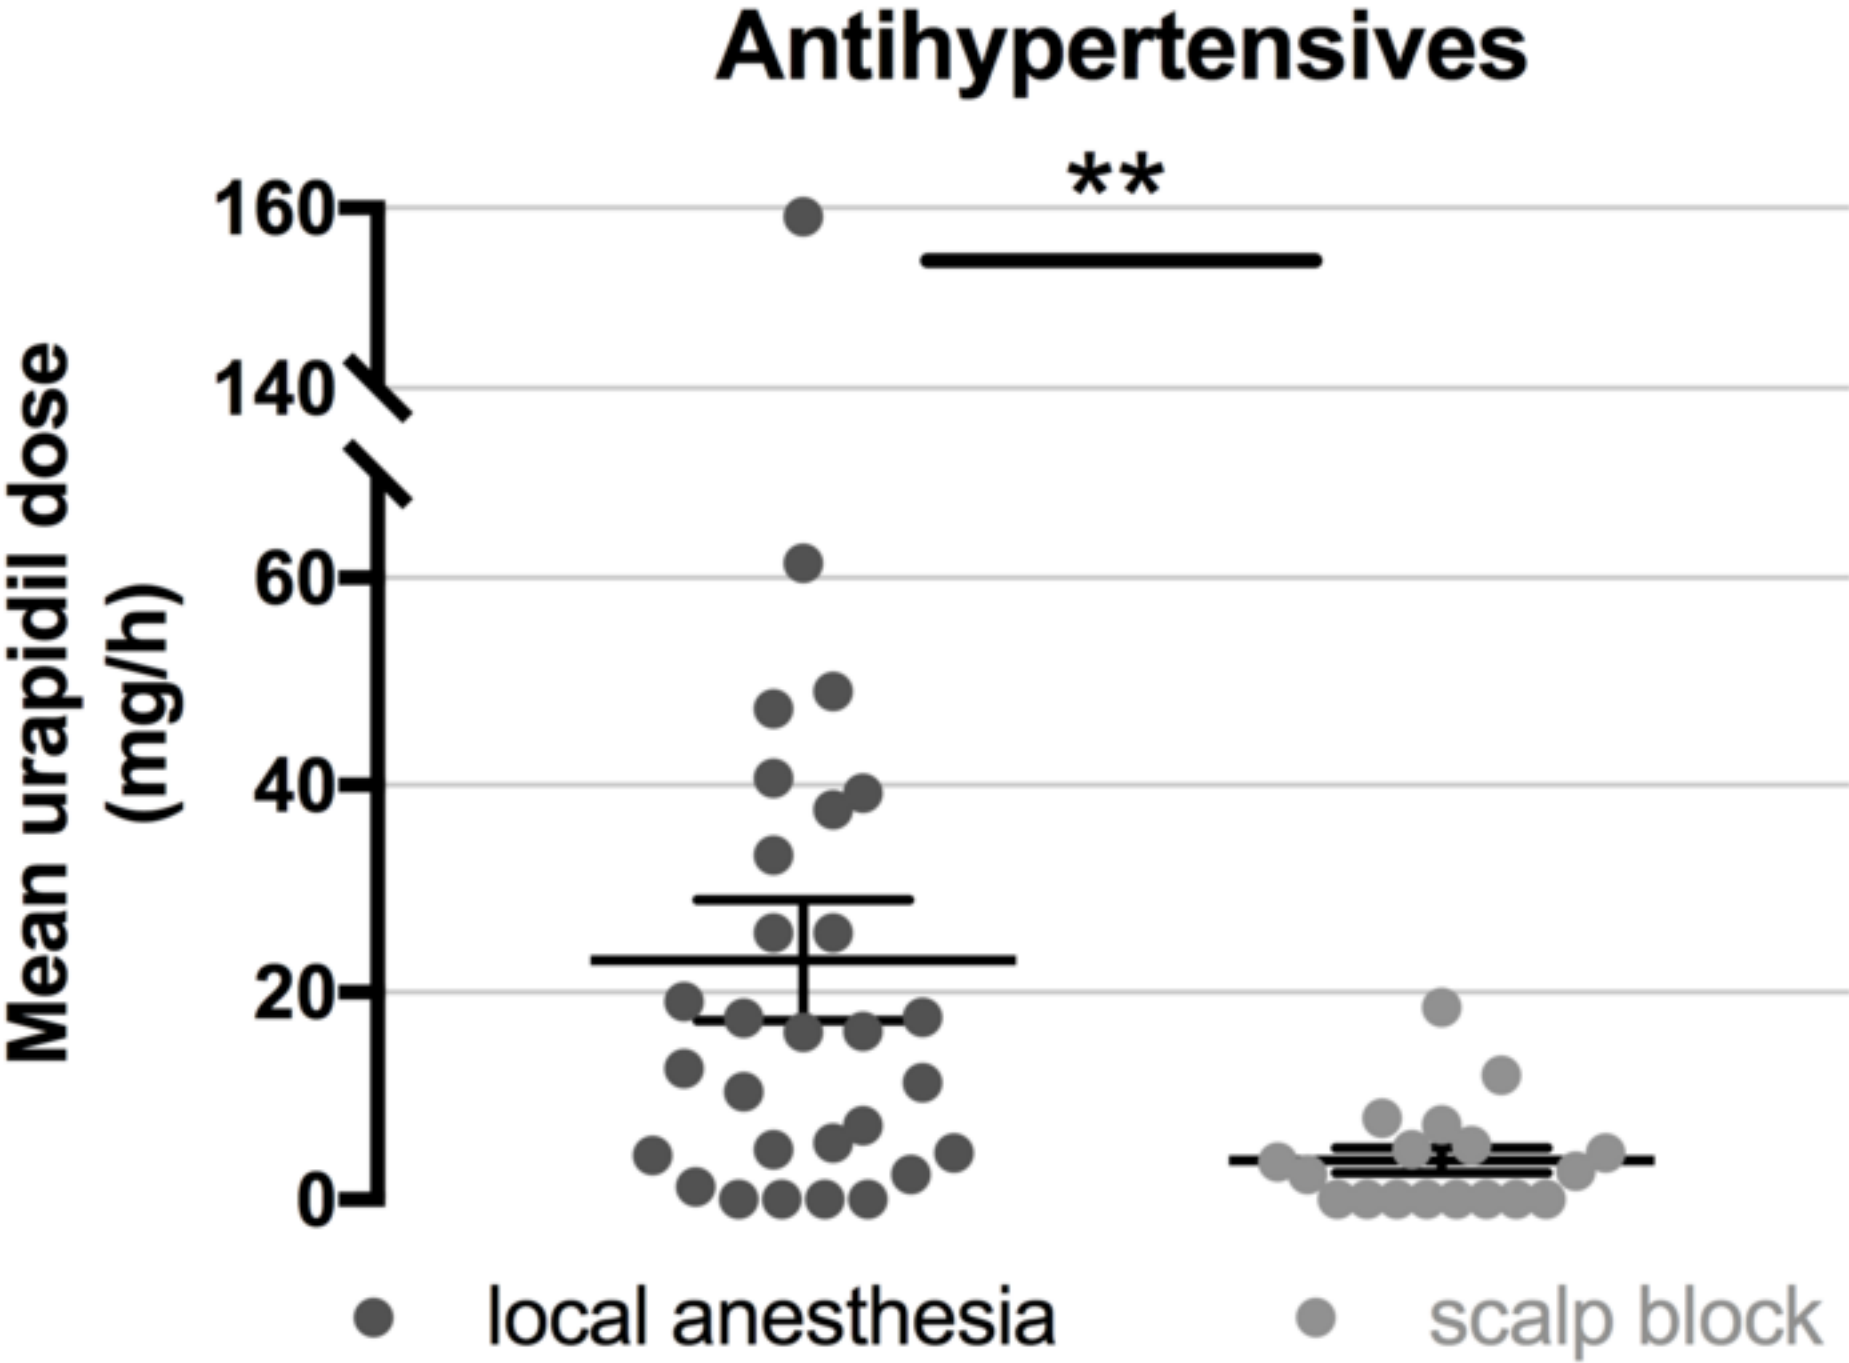 Antihypertensives
**
Mean urapidil dose
(mg/h)
160
140
60
40
20
0
local anesthesia
scalp block